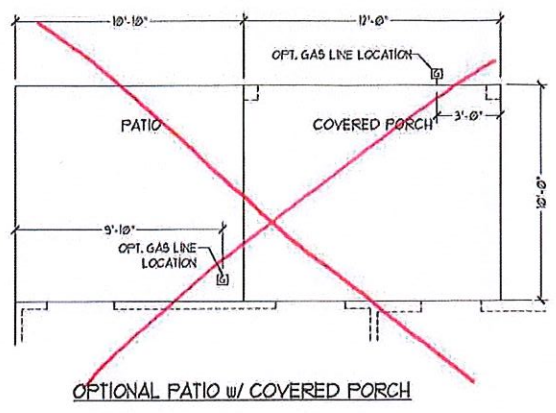 10'-10" 12'-0"
OPT. GAS LINE LOCATION
G
PATIO COVERED PORCH
3'-0"
10'-0"
9'-10"
OPT. GAS LINE
LOCATION
G
OPTIONAL PATIO w/ COVERED PORCH